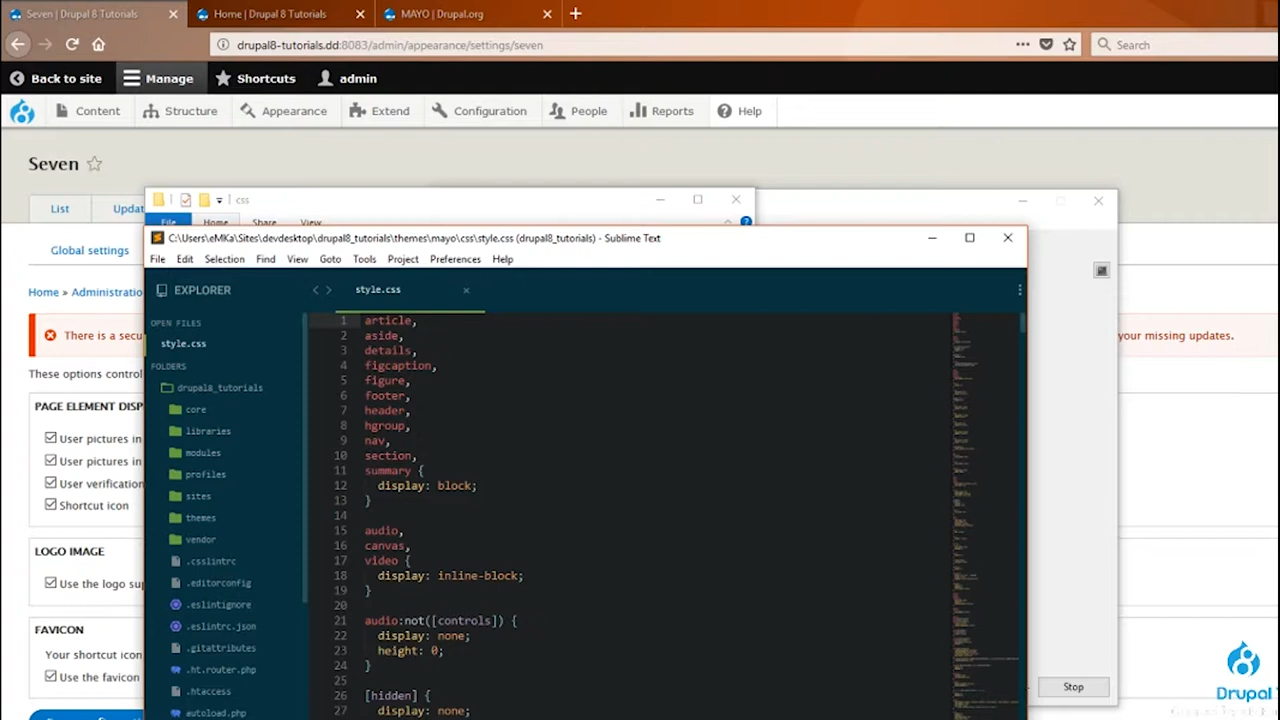 Seven | Drupal 8 Tutorials
Home | Drupal 8 Tutorials
MAYO | Drupal.org
drupal8-tutorials.dd:8083/admin/appearance/settings/seven
Search
Back to site
Manage
Shortcuts
admin
Content
Structure
Appearance
Extend
Configuration
People
Reports
Help
Seven
List
Updat
Global settings
Home » Administratio
There is a secu
your missing updates.
These options control
PAGE ELEMENT DISP
User pictures in
User pictures in
User verification
Shortcut icon
LOGO IMAGE
Use the logo sup
FAVICON
Your shortcut icon
Use the favicon
css
File
Home
Share
View
C:\Users\eMKa\Sites\devdesktop\drupal8_tutorials\themes\mayo\css\style.css (drupal8_tutorials) - Sublime Text
File Edit Selection Find View Goto Tools Project Preferences Help
EXPLORER
OPEN FILES
style.css
FOLDERS
drupal8_tutorials
core
libraries
modules
profiles
sites
themes
vendor
.csslintrc
.editorconfig
.eslintignore
.eslintrc.json
.gitattributes
.ht.router.php
.htaccess
autoload.php
style.css
1 article,
2 aside,
3 details,
4 figcaption,
5 figure,
6 footer,
7 header,
8 hgroup,
9 nav,
10 section,
11 summary {
12 display: block;
13 }
14
15 audio,
16 canvas,
17 video {
18 display: inline-block;
19 }
20
21 audio:not([controls]) {
22 display: none;
23 height: 0;
24 }
25
26 [hidden] {
27 display: none;
Stop
Drupal